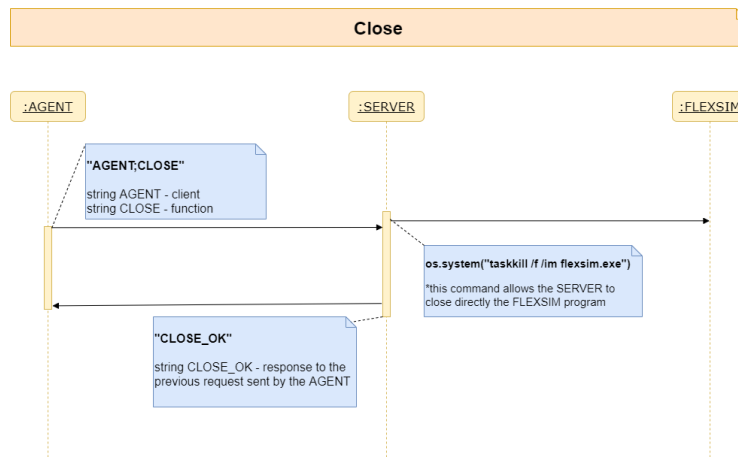 Close
:AGENT
:SERVER
:FLEXSIM
"AGENT;CLOSE"
string AGENT - client
string CLOSE - function
os.system("taskkill /f /im flexsim.exe")
*this command allows the SERVER to
close directly the FLEXSIM program
"CLOSE_OK"
string CLOSE_OK - response to the
previous request sent by the AGENT